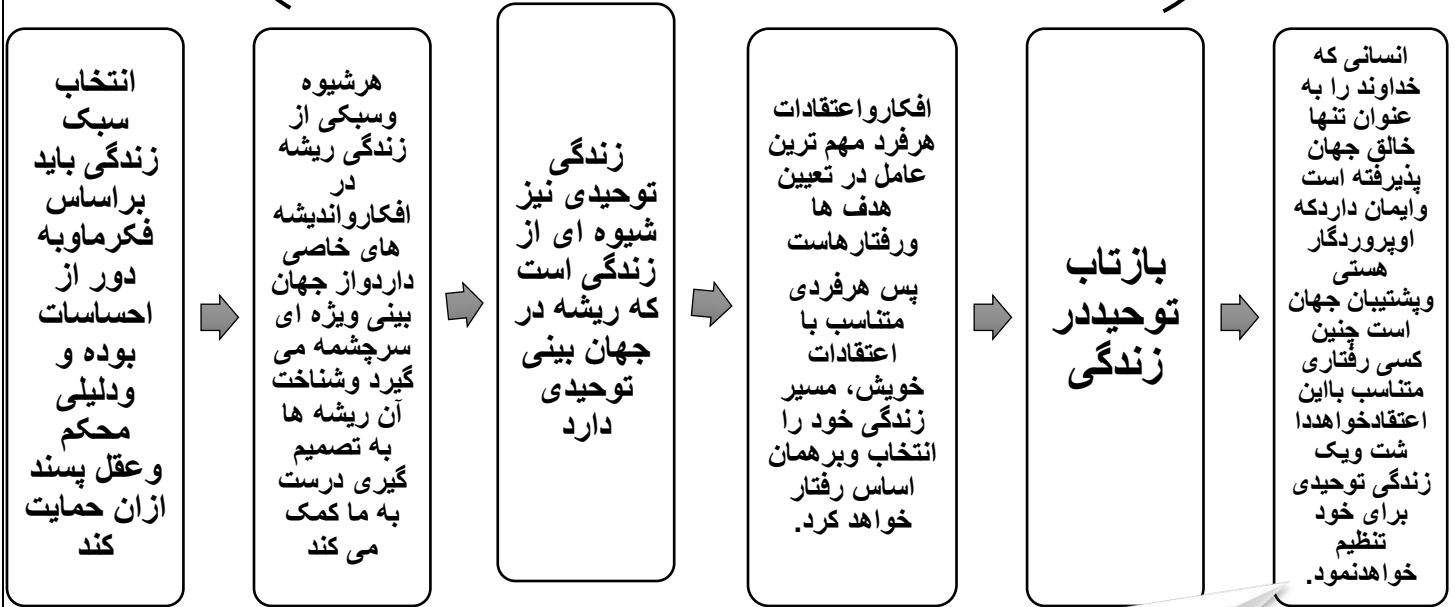 انتخاب
سبک
زندگی باید
براساس
فکرماوبه
دور از
احساسات
بوده و
ودلیلی
محکم
وعقل پسند
ازان حمایت
کند
هرشیوه
وسبکی از
زندگی ریشه
در
افکارواندیشه
های خاصی
داردواز جهان
بینی ویژه ای
سرچشمه می
گیرد وشناخت
آن ریشه ها
به تصمیم
گیری درست
به ما کمک
می کند
زندگی
توحیدی نیز
شیوه ای از
زندگی است
که ریشه در
جهان بینی
توحیدی
دارد
افکارواعتقادات
هرفرد مهم ترین
عامل در تعیین
هدف ها
ورفتارهاست
پس هرفردی
متناسب با
اعتقادات
خویش، مسیر
زندگی خود را
انتخاب وبرهمان
اساس رفتار
خواهد کرد.
بازتاب
توحیددر
زندگی
انسانی که
خداوند را به
عنوان تنها
خالق جهان
پذیرفته است
وایمان داردکه
اوپروردگار
هستی
وپشتیبان جهان
است چنین
کسی رفتاری
متناسب بااین
اعتقادخواهددا
شت ویک
زندگی توحیدی
برای خود
تنظیم
خواهدنمود.